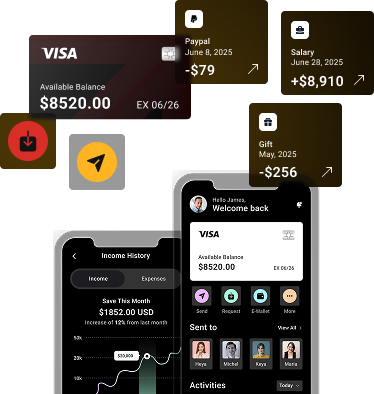 VISA
Available Balance
$8520.00
EX 06/26
Paypal
June 8, 2025
-$79
Salary
June 28, 2025
+$8,910
Gift
May, 2025
-$256
Income History
Income
Expenses
Save This Month
$1852.00 USD
Increase of 12% from last month
50k
$20,000
20k
10k
Hello James,
Welcome back
VISA
Available Balance
$8520.00
EX 06/26
Send
Request
E-Wallet
More
Sent to
View All
Heya
Michel
Keya
Maria
Activities
Today